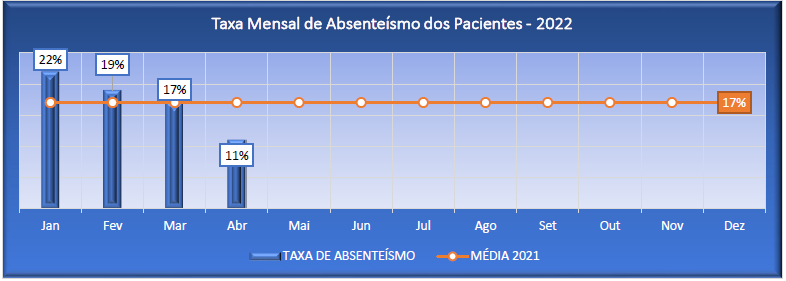 Taxa Mensal de Absenteísmo dos Pacientes - 2022
22%
19%
17%
11%
17%
Jan Fev Mar Abr Mai Jun Jul Ago Set Out Nov Dez
TAXA DE ABSENTEÍSMO MÉDIA 2021